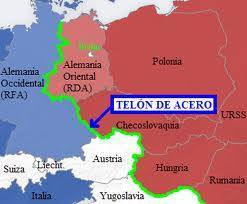 Berlín
Alemania
Oriental
(RDA)
Polonia
Alemania
Occidental
(RFA)
URSS
TELÓN DE ACERO
Checoslovaquia
Suiza
Liecht.
Austria
Hungria
Rumania
Italia
Yugoslavia